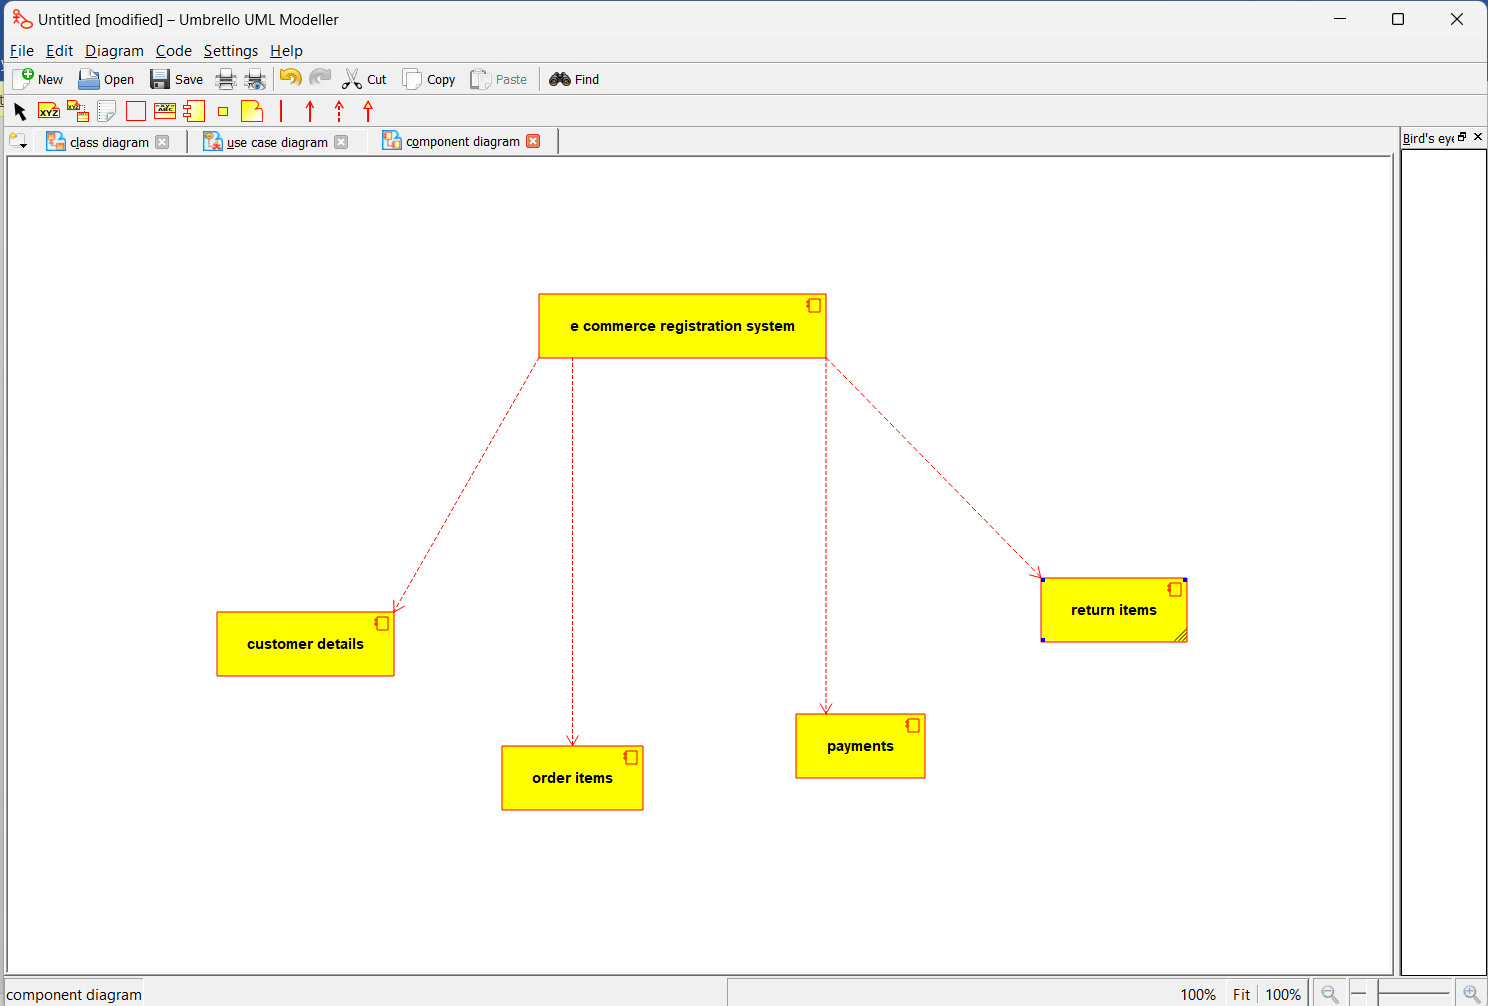 Untitled [modified] – Umbrello UML Modeller
File Edit Diagram Code Settings Help
New Open Save Cut Copy Paste Find
class diagram use case diagram component diagram
Bird's eye
e commerce registration system
customer details
order items
payments
return items
component diagram
100% Fit 100%